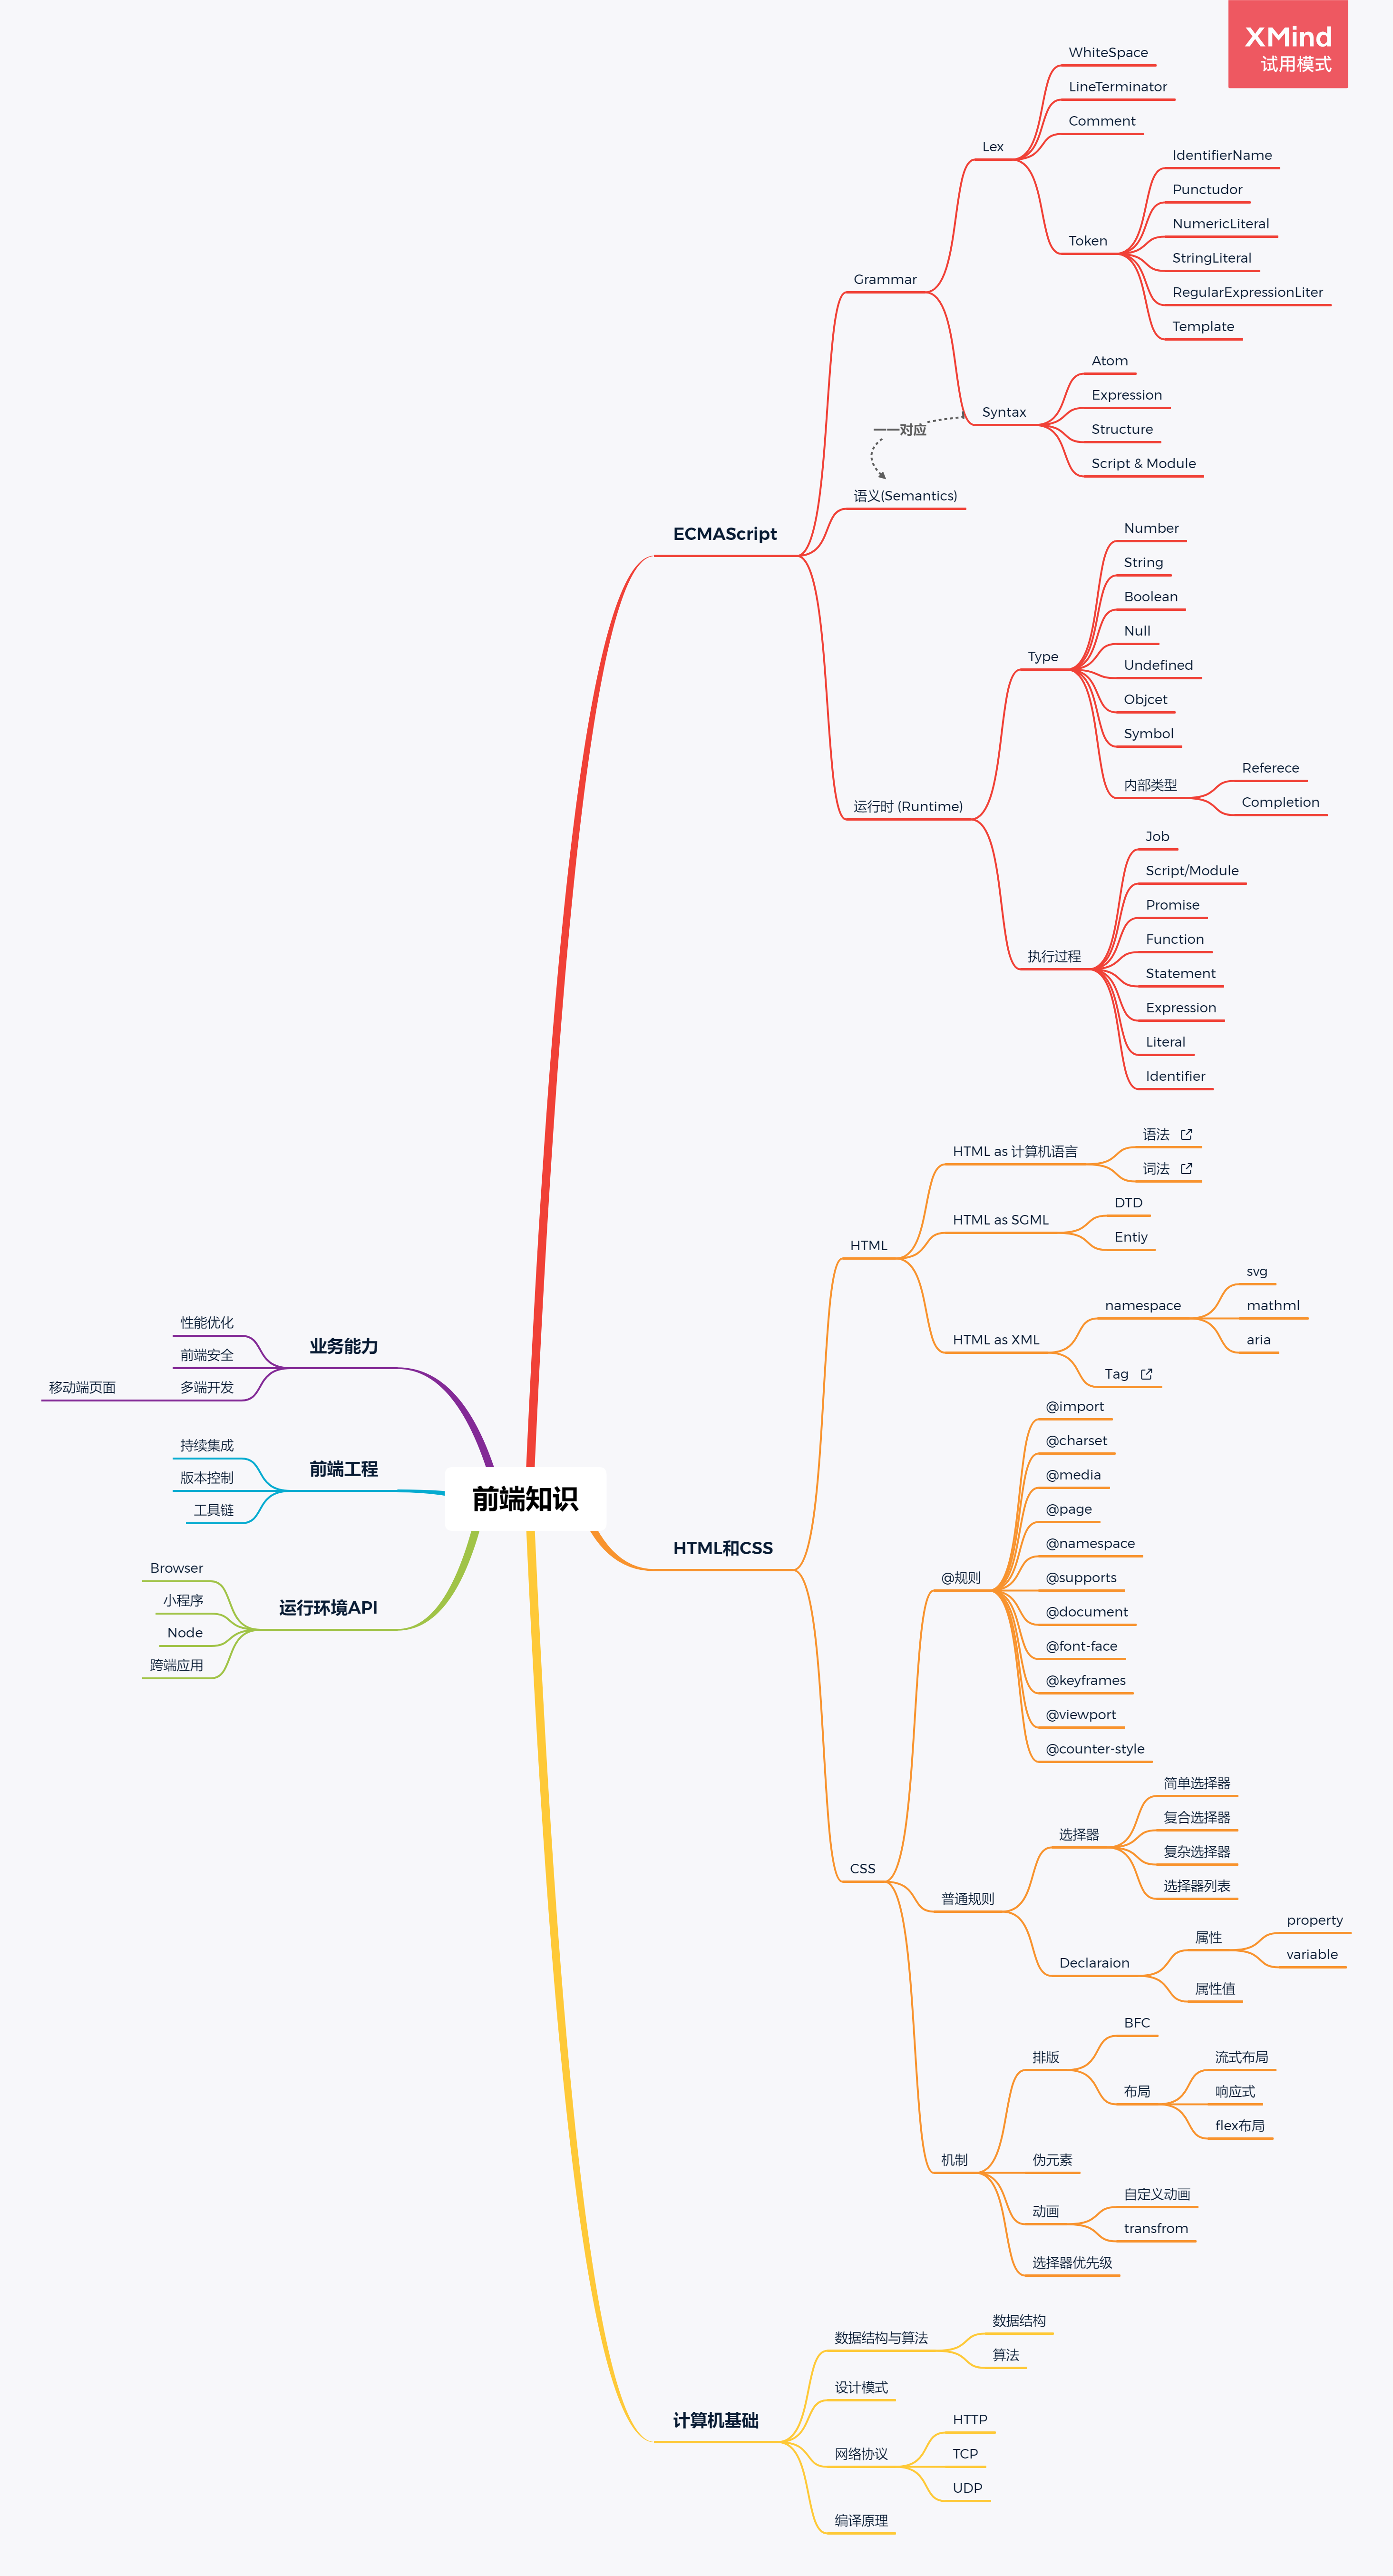 XMind
试用模式
前端知识
ECMAScript
Grammar
Lex
WhiteSpace
LineTerminator
Comment
Token
IdentifierName
Punctudor
NumericLiteral
StringLiteral
RegularExpressionLiter
Template
Syntax
Atom
Expression
Structure
Script & Module
一一对应
语义(Semantics)
运行时 (Runtime)
Type
Number
String
Boolean
Null
Undefined
Objcet
Symbol
内部类型
Referece
Completion
执行过程
Job
Script/Module
Promise
Function
Statement
Expression
Literal
Identifier
HTML和CSS
HTML
HTML as 计算机语言
语法
词法
HTML as SGML
DTD
Entiy
HTML as XML
namespace
svg
mathml
aria
Tag
CSS
@规则
@import
@charset
@media
@page
@namespace
@supports
@document
@font-face
@keyframes
@viewport
@counter-style
普通规则
选择器
简单选择器
复合选择器
复杂选择器
选择器列表
Declaraion
属性
property
variable
属性值
机制
排版
BFC
布局
流式布局
响应式
flex布局
伪元素
动画
自定义动画
transfrom
选择器优先级
计算机基础
数据结构与算法
数据结构
算法
设计模式
网络协议
HTTP
TCP
UDP
编译原理
业务能力
性能优化
前端安全
多端开发
移动端页面
前端工程
持续集成
版本控制
工具链
运行环境API
Browser
小程序
Node
跨端应用